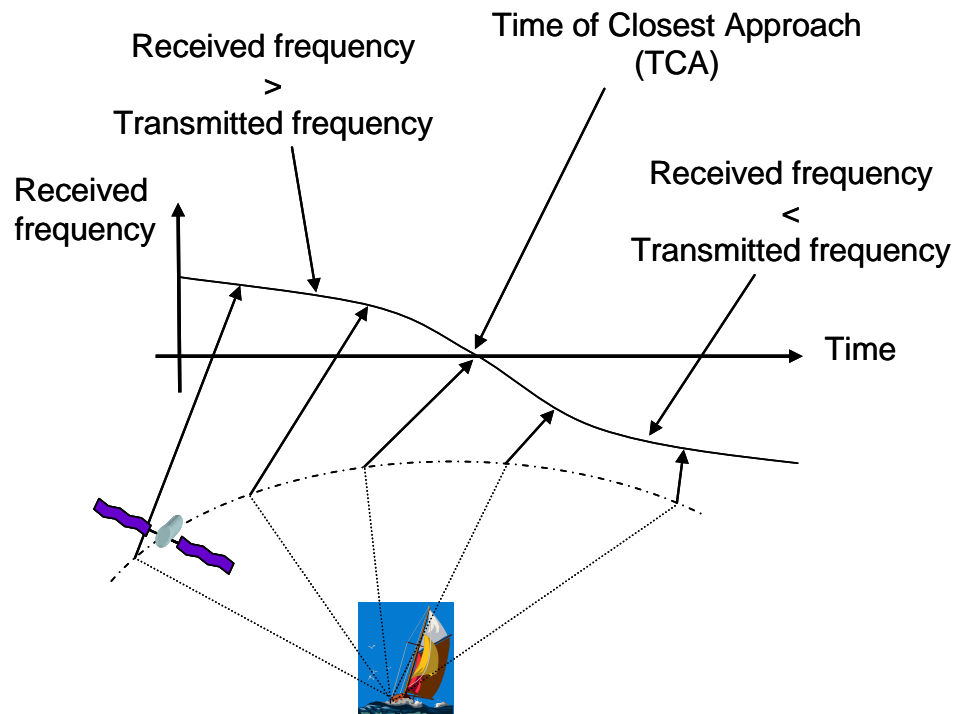 Received frequency
>
Transmitted frequency
Time of Closest Approach
(TCA)
Received frequency
<
Transmitted frequency
Received
frequency
Time